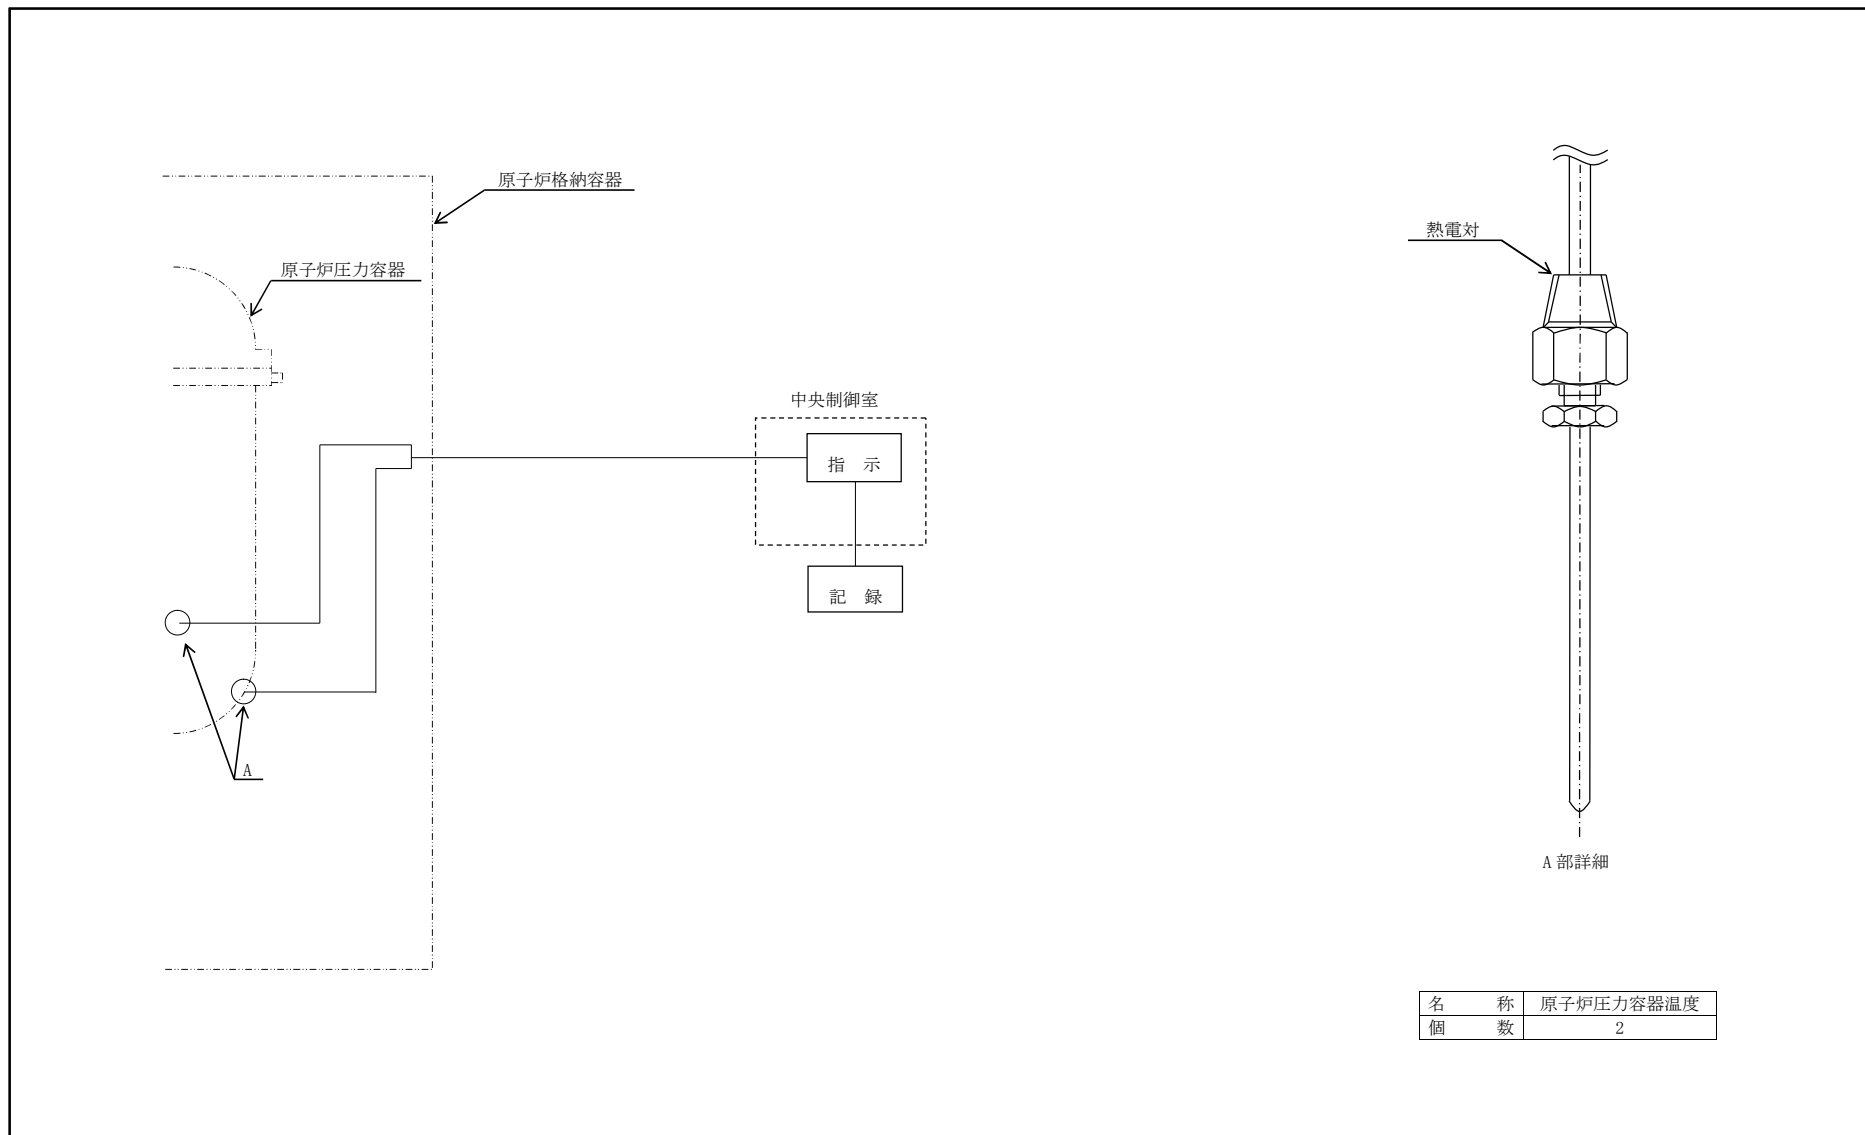 原子炉格納容器
原子炉圧力容器
熱電対
中央制御室
指　示
記　録
A
A 部詳細
名　　　称　原子炉圧力容器温度
個　　　数　2